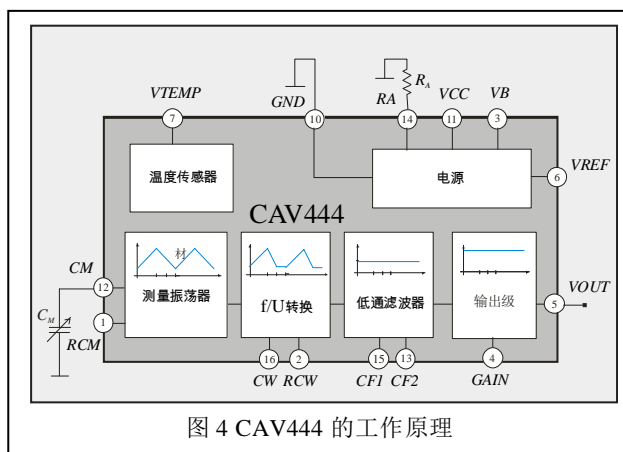 VTEMP
GND
RA
R_A
VCC
VB
7
10
14
11
3
温度传感器
电源
6
VREF
CAV444
材
CM
12
测量振荡器
f/U转换
低通滤波器
输出级
5
VOUT
C_M
1
RCM
16
2
15
13
4
CW
RCW
CF1
CF2
GAIN
图 4 CAV444 的工作原理